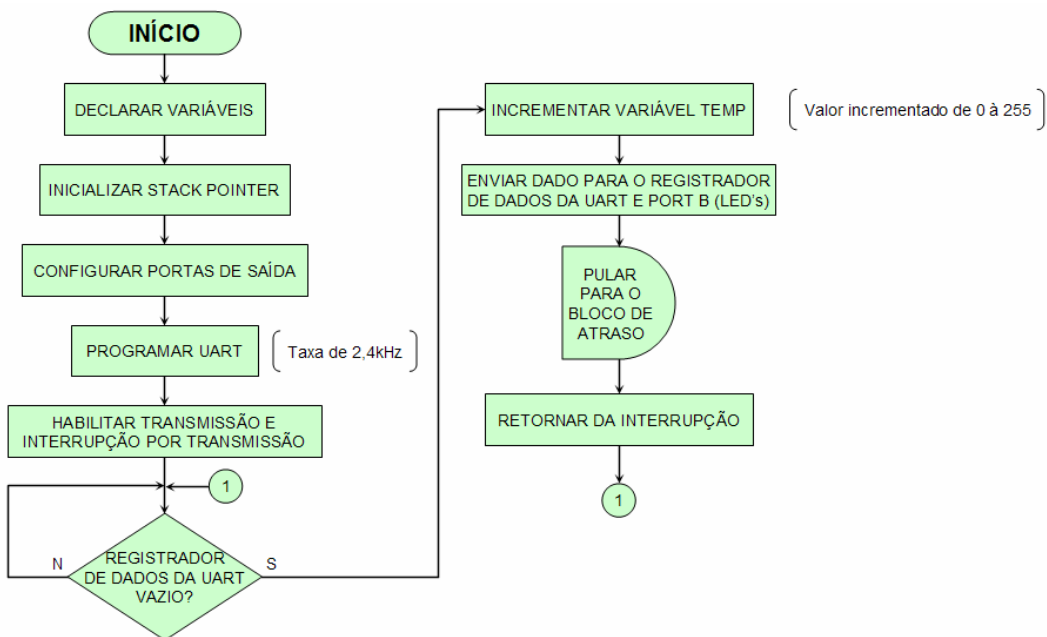 INÍCIO
DECLARAR VARIÁVEIS
INICIALIZAR STACK POINTER
CONFIGURAR PORTAS DE SAÍDA
PROGRAMAR UART
Taxa de 2,4kHz
HABILITAR TRANSMISSÃO E
INTERRUPÇÃO POR TRANSMISSÃO
1
REGISTRADOR
DE DADOS DA UART
VAZIO?
N
S
INCREMENTAR VARIÁVEL TEMP
Valor incrementado de 0 à 255
ENVIAR DADO PARA O REGISTRADOR
DE DADOS DA UART E PORT B (LED's)
PULAR
PARA O
BLOCO DE
ATRASO
RETORNAR DA INTERRUPÇÃO
1